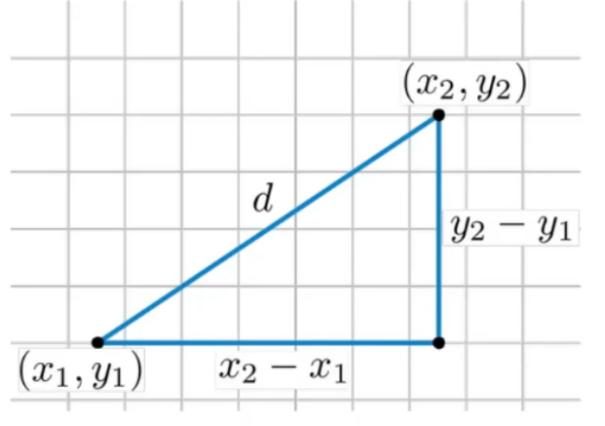 (x₂, y₂)
d
y₂ − y₁
(x₁, y₁)
x₂ − x₁